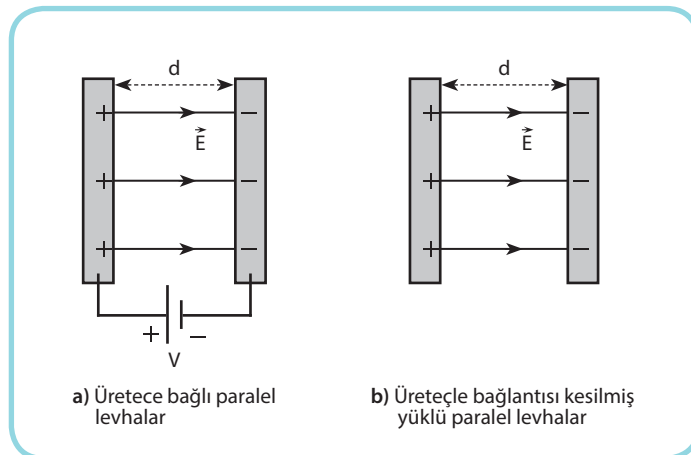 d
+ −
E
+ −
+ −
+ −
V
a) Üretece bağlı paralel
levhalar
d
+ −
E
+ −
+ −
b) Üreteçle bağlantısı kesilmiş
yüklü paralel levhalar